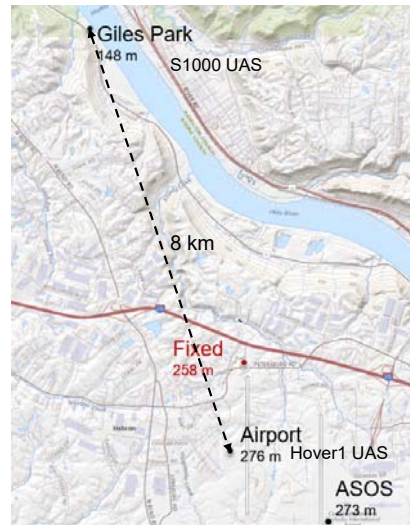 Giles Park
148 m
S1000 UAS
8 km
Fixed
258 m
Airport
276 m
Hover1 UAS
ASOS
273 m